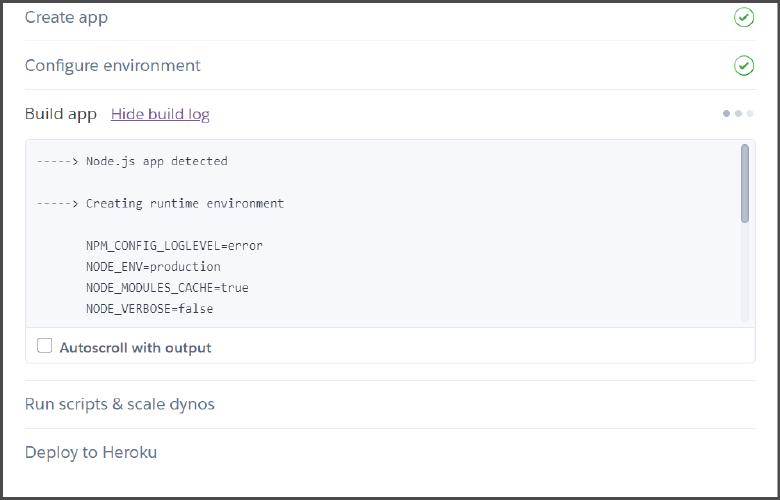 Create app
Configure environment
Build app Hide build log
-----> Node.js app detected
-----> Creating runtime environment
NPM_CONFIG_LOGLEVEL=error
NODE_ENV=production
NODE_MODULES_CACHE=true
NODE_VERBOSE=false
Autoscroll with output
Run scripts & scale dynos
Deploy to Heroku